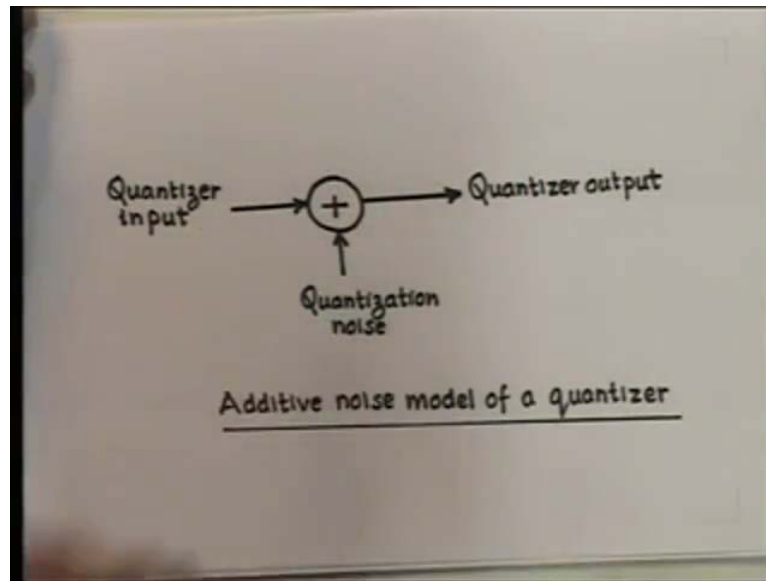 Quantizer
input
+
Quantizer output
Quantization
noise
Additive noise model of a quantizer